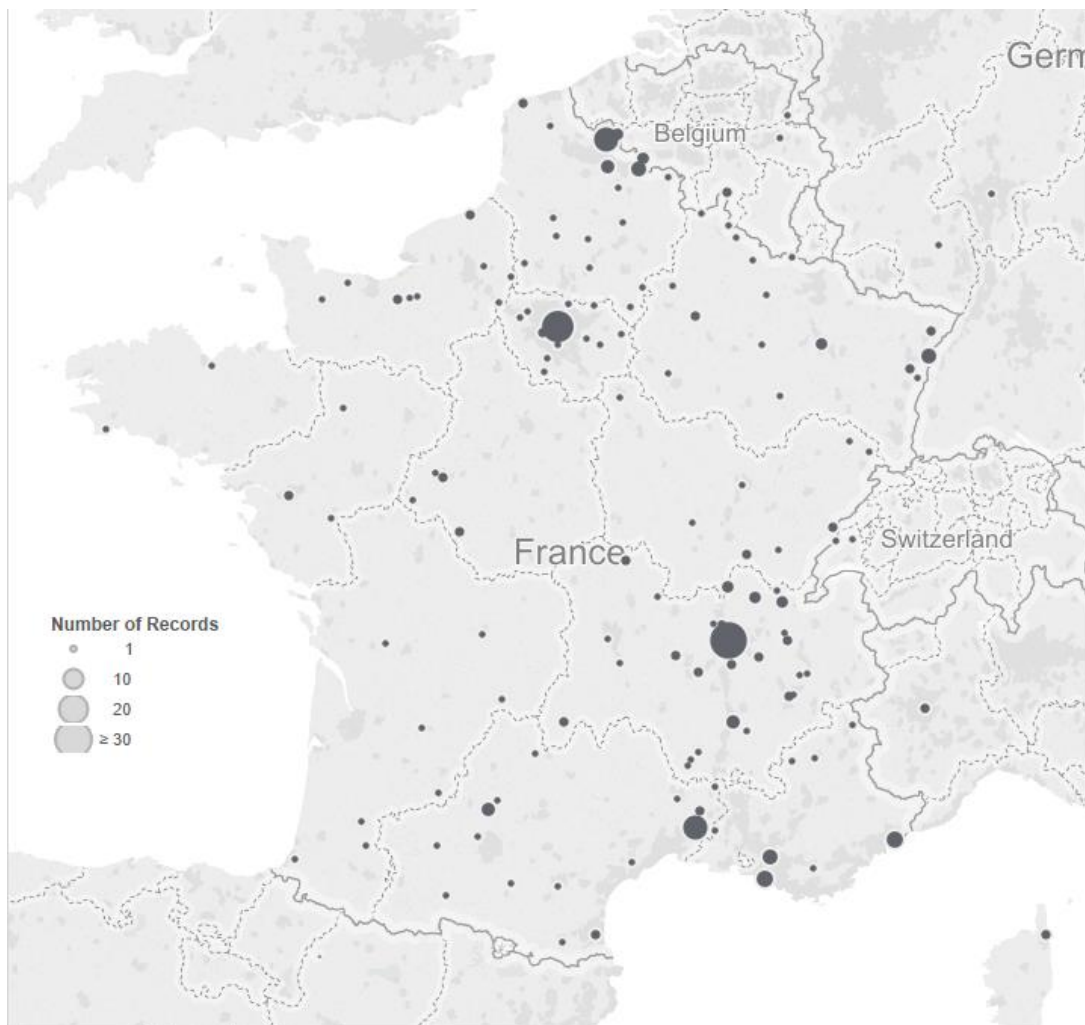 Germ
Belgium
Switzerland
France
Number of Records
1
10
20
≥ 30